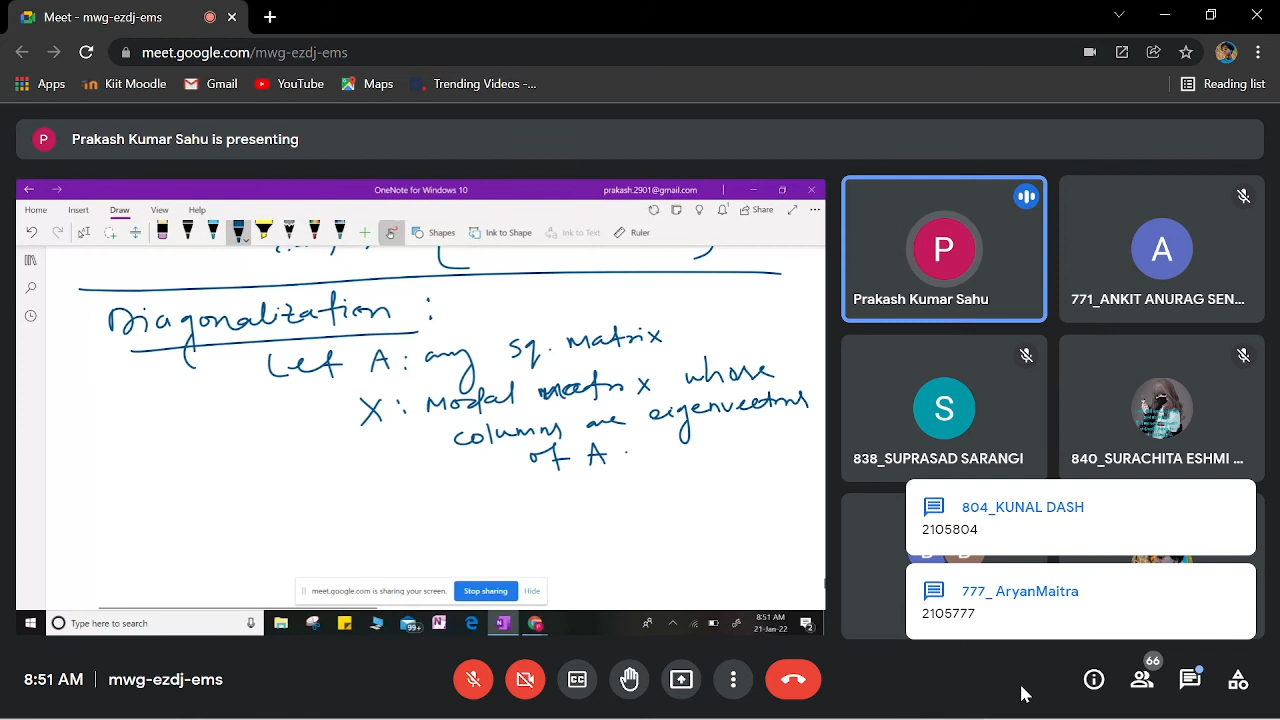 Meet - mwg-ezdj-ems
meet.google.com/mwg-ezdj-ems
Apps Kiit Moodle Gmail YouTube Maps Trending Videos -... Reading list
P Prakash Kumar Sahu is presenting
OneNote for Windows 10 prakash.2901@gmail.com
Home Insert Draw View Help Share
Shapes Ink to Shape Ink to Text Ruler
Diagonalization :
Let A : any sq. matrix
X : Modal matrix whose
columns are eigenvectors
of A .
meet.google.com is sharing your screen. Stop sharing Hide
Type here to search 99+ 8:51 AM
21-Jan-22 2
P
Prakash Kumar Sahu
A
771_ANKIT ANURAG SEN...
S
838_SUPRASAD SARANGI
840_SURACHITA ESHMI ...
804_KUNAL DASH
2105804
777_ AryanMaitra
2105777
8:51 AM mwg-ezdj-ems 66